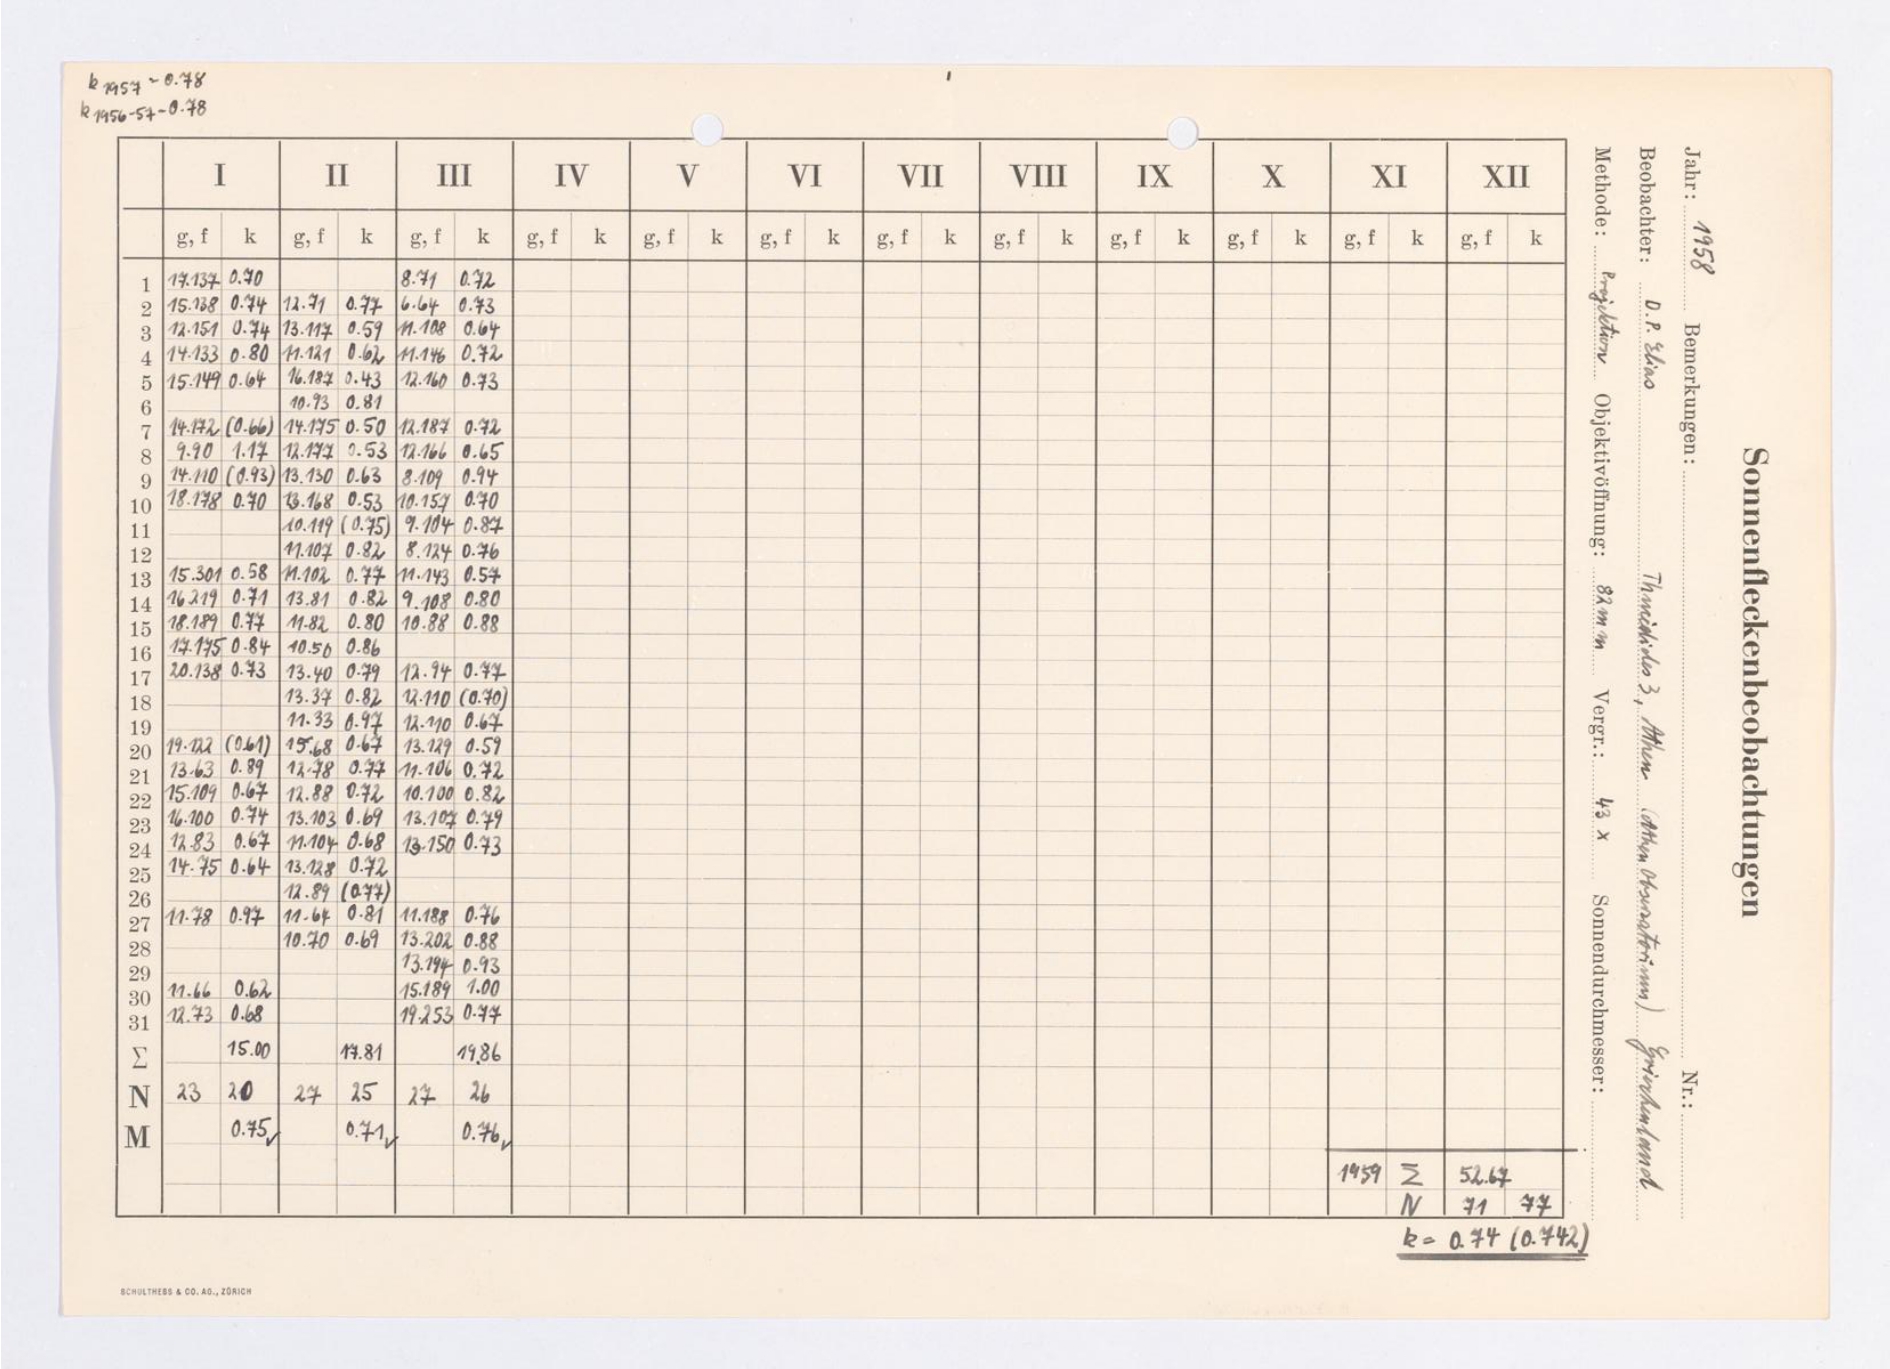 k 1957 - 0.78
k 1956-57 - 0.78
Sonnenfleckenbeobachtungen
Jahr: 1958 Bemerkungen: Nr.:
Beobachter: D. P. Elias Thucidides 3, Athen (Athen Observatorium) Griechenland
Methode: Projektion Objektivöffnung: 82 mm Vergr.: 43 x Sonnendurchmesser:
I II III IV V VI VII VIII IX X XI XII
g, f k g, f k g, f k g, f k g, f k g, f k g, f k g, f k g, f k g, f k g, f k g, f k
1 17.137 0.70 8.71 0.72
2 15.138 0.74 12.71 0.77 6.64 0.73
3 12.151 0.74 13.117 0.59 11.108 0.64
4 14.133 0.80 11.121 0.62 11.146 0.72
5 15.149 0.64 16.187 0.43 12.160 0.73
6 10.93 0.81
7 14.172 (0.66) 14.175 0.50 12.187 0.72
8 9.90 1.17 12.177 0.53 12.166 0.65
9 14.110 (0.93) 13.130 0.63 8.109 0.94
10 18.178 0.70 13.168 0.53 10.157 0.70
11 10.119 (0.75) 9.104 0.87
12 11.107 0.82 8.124 0.76
13 15.301 0.58 11.102 0.77 11.143 0.57
14 16.219 0.71 13.81 0.82 9.108 0.80
15 18.189 0.77 11.82 0.80 10.88 0.88
16 17.175 0.84 10.50 0.86
17 20.138 0.73 13.40 0.79 12.94 0.77
18 13.37 0.82 12.110 (0.70)
19 11.33 0.97 12.110 0.67
20 19.122 (0.61) 15.68 0.67 13.129 0.59
21 13.63 0.89 12.78 0.77 11.106 0.72
22 15.109 0.67 12.88 0.72 10.100 0.82
23 16.100 0.74 13.103 0.69 13.107 0.79
24 12.83 0.67 11.104 0.68 13.150 0.73
25 14.75 0.64 13.128 0.72
26 12.89 (0.77)
27 11.78 0.97 11.64 0.81 11.188 0.76
28 10.70 0.69 13.202 0.88
29 13.194 0.93
30 11.66 0.62 15.189 1.00
31 12.73 0.68 19.253 0.77
Σ 15.00 17.81 19.86
N 23 20 27 25 27 26
M 0.75✓ 0.71✓ 0.76✓
1959 Σ 52.67
N 71 77
k = 0.74 (0.742)
SCHULTHESS & CO. AG., ZÜRICH